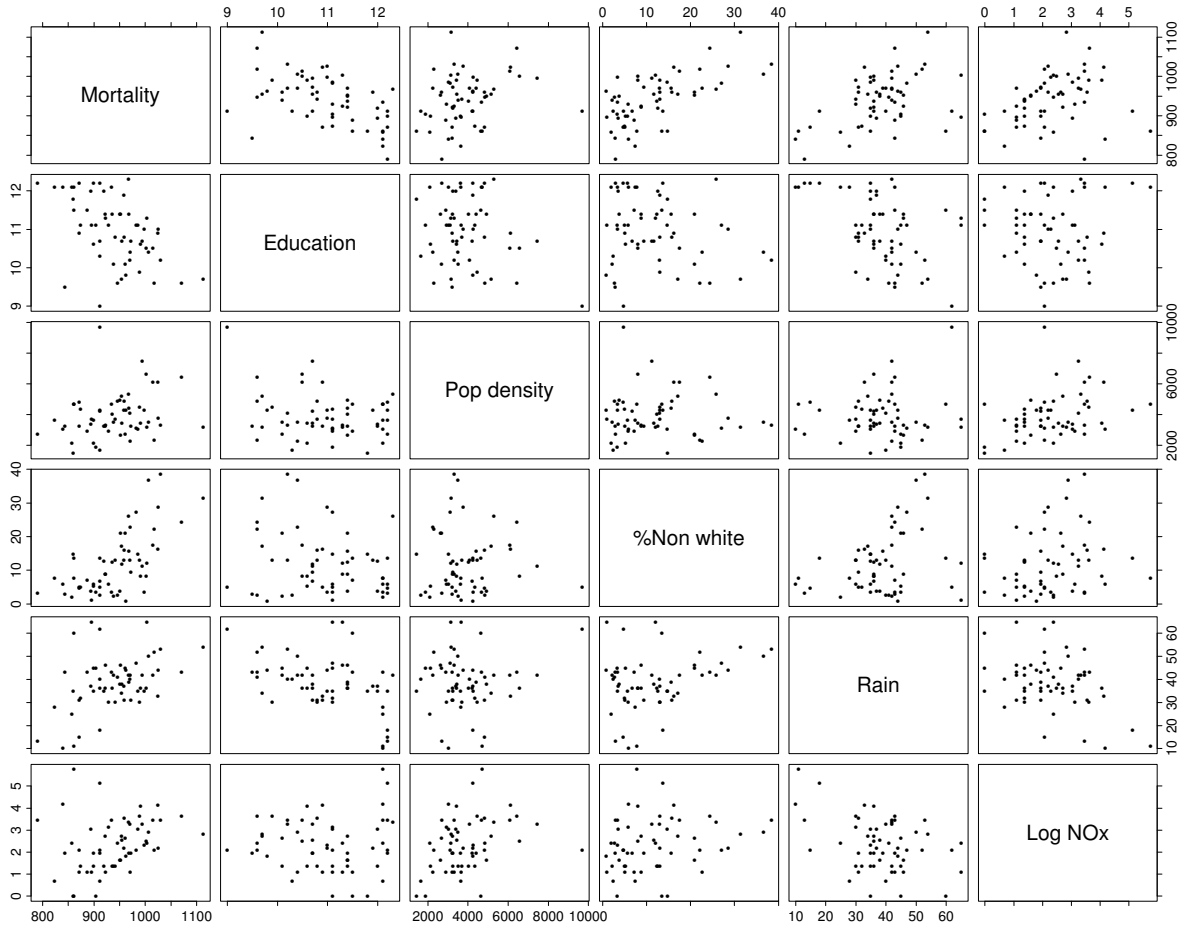 9 10 11 12 0 10 20 30 40 0 1 2 3 4 5
Mortality 800 900 1000 1100
9 10 11 12 Education
Pop density 2000 6000 10000
0 10 20 30 40 %Non white
Rain 10 20 30 40 50 60
0 1 2 3 4 5 Log NOx
800 900 1000 1100 2000 4000 6000 8000 10000 10 20 30 40 50 60